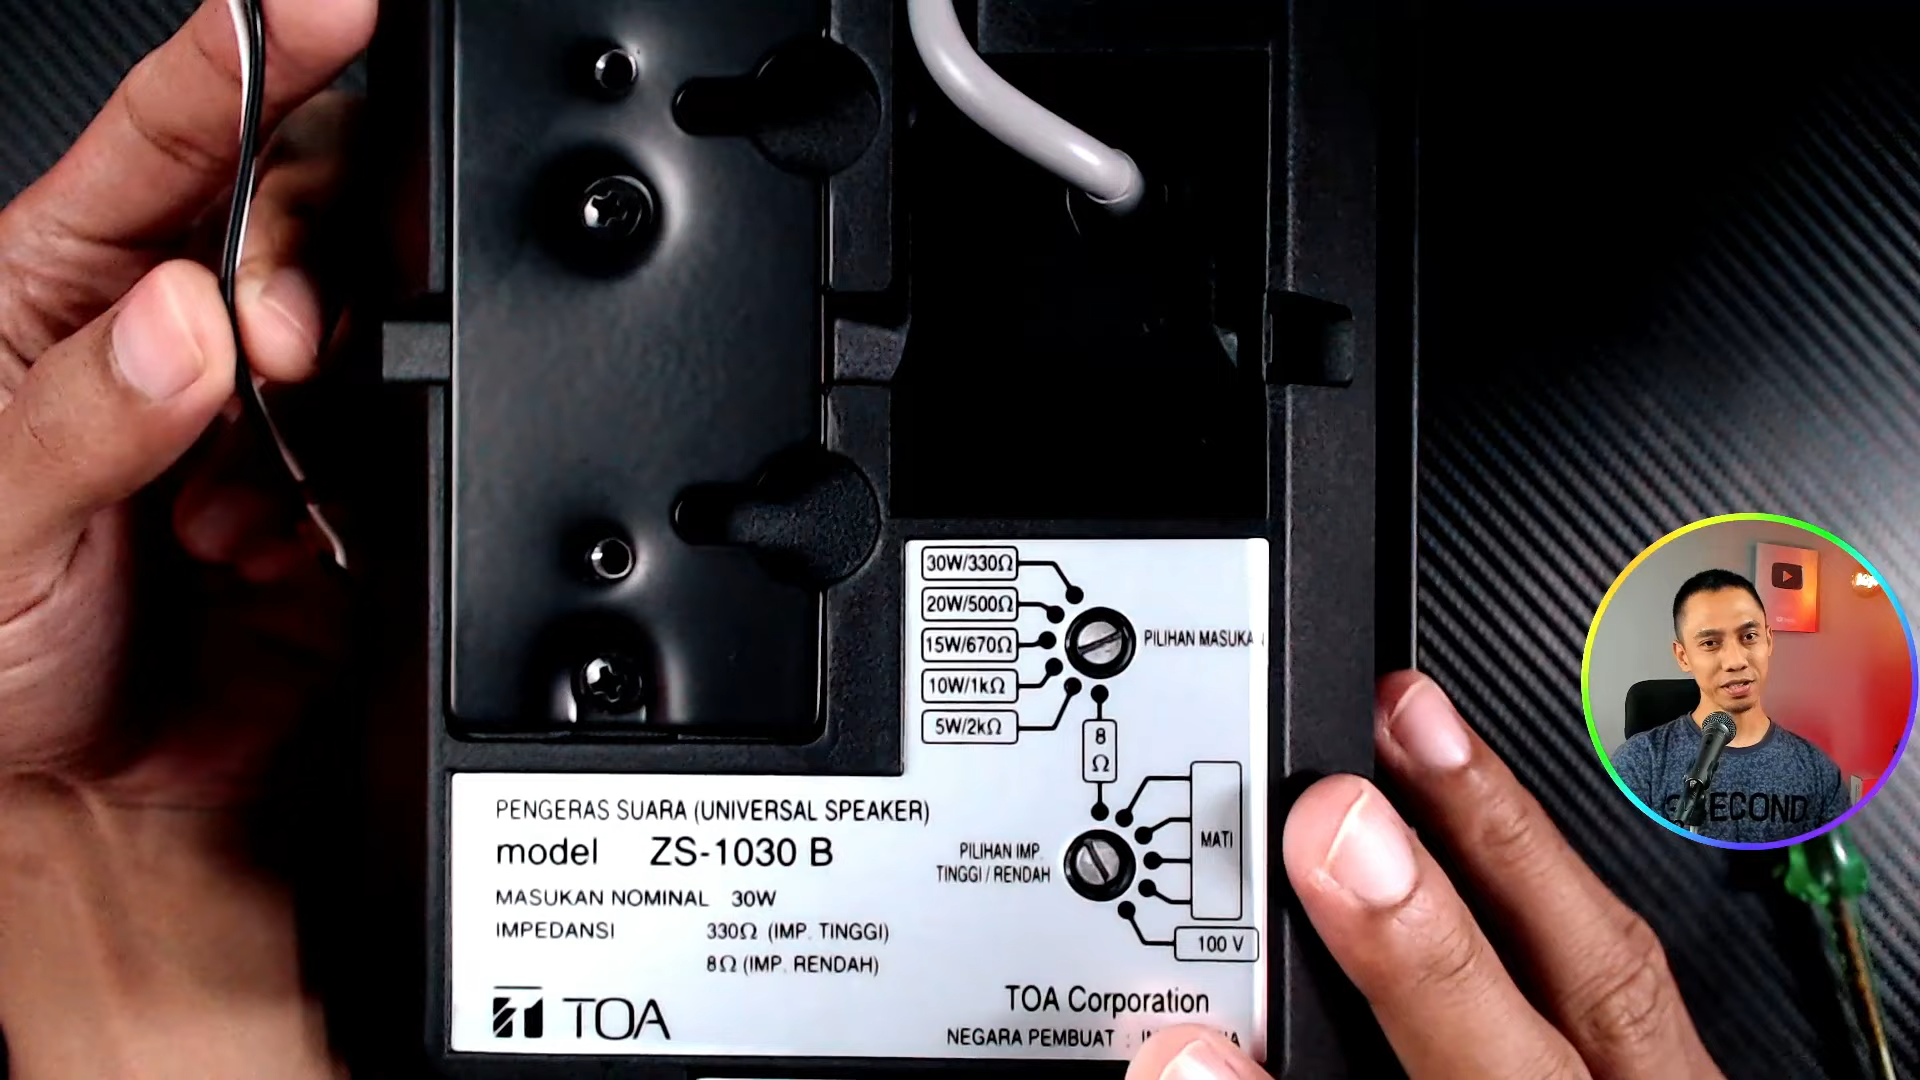 30W/330Ω
20W/500Ω
15W/670Ω
10W/1kΩ
5W/2kΩ
PILIHAN MASUKA
8
Ω
MATI
PILIHAN IMP.
TINGGI / RENDAH
100 V
PENGERAS SUARA (UNIVERSAL SPEAKER)
model ZS-1030 B
MASUKAN NOMINAL 30W
IMPEDANSI 330Ω (IMP. TINGGI)
8Ω (IMP. RENDAH)
TOA
TOA Corporation
NEGARA PEMBUAT :
ECOND